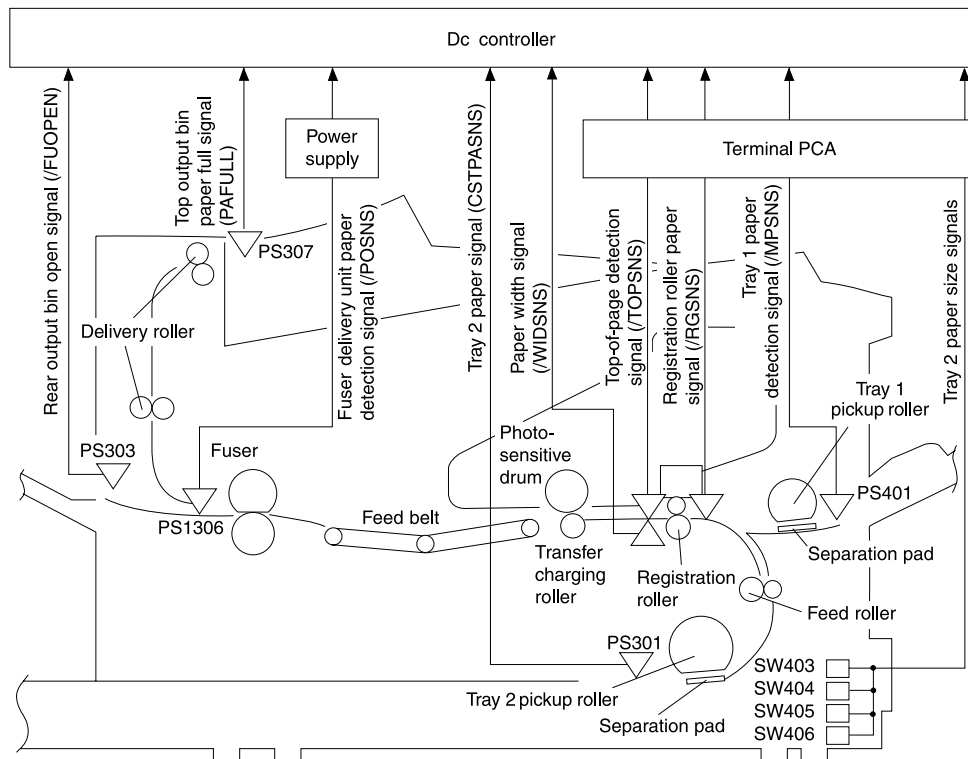 Dc controller
Rear output bin open signal (/FUOPEN)
Top output bin
paper full signal
(PAFULL)
Power
supply
Fuser delivery unit paper
detection signal (/POSNS)
Tray 2 paper signal (CSTPASNS)
Paper width signal
(/WIDSNS)
Top-of-page detection
signal (/TOPSNS)
Registration roller paper
signal (/RGSNS)
Terminal PCA
Tray 1 paper
detection signal (/MPSNS)
Tray 2 paper size signals
PS307
Delivery roller
Tray 1
pickup roller
PS303
Fuser
Photo-
sensitive
drum
PS401
PS1306
Feed belt
Transfer
charging
roller
Registration
roller
Separation pad
Feed roller
PS301
Tray 2 pickup roller
Separation pad
SW403
SW404
SW405
SW406